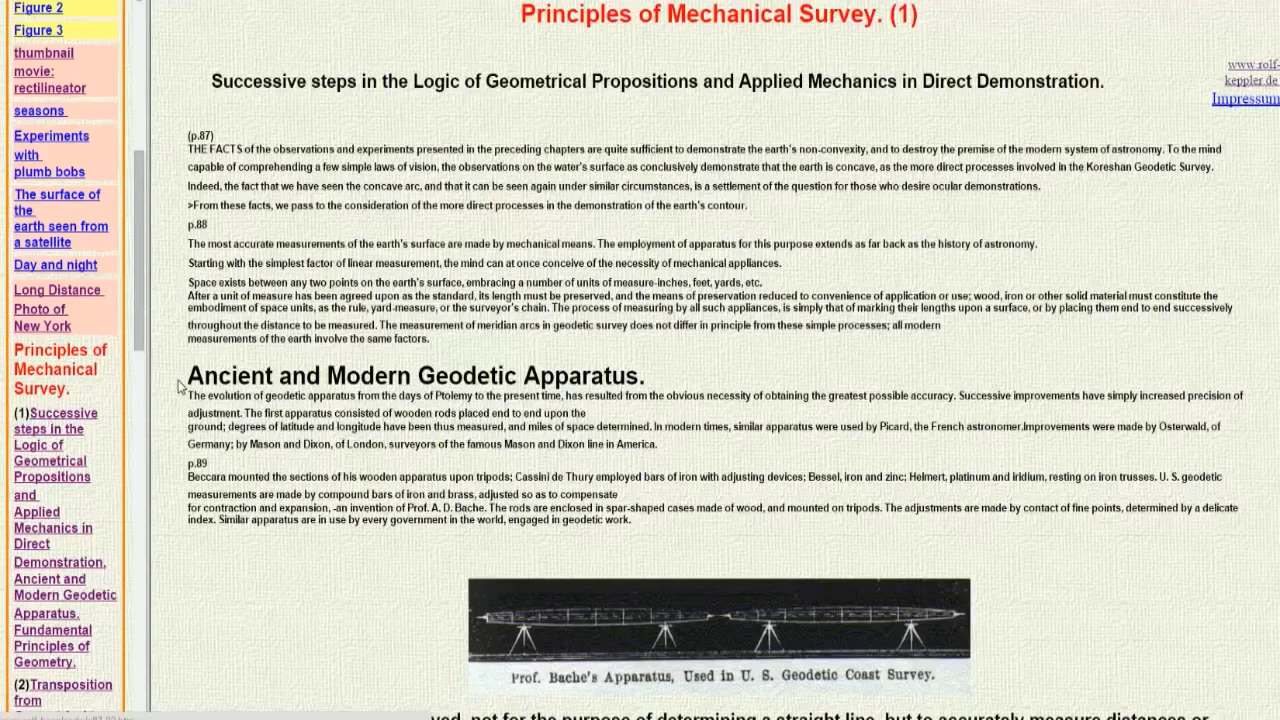 Figure 2
Figure 3
thumbnail
movie:
rectilineator
seasons
Experiments
with
plumb bobs
The surface of
the
earth seen from
a satellite
Day and night
Long Distance
Photo of
New York
Principles of
Mechanical
Survey.
(1)Successive
steps in the
Logic of
Geometrical
Propositions
and
Applied
Mechanics in
Direct
Demonstration,
Ancient and
Modern Geodetic
Apparatus.
Fundamental
Principles of
Geometry.
(2)Transposition
from
Principles of Mechanical Survey. (1)
www.rolf-
keppler.de
Impressum
Successive steps in the Logic of Geometrical Propositions and Applied Mechanics in Direct Demonstration.
(p.87)
THE FACTS of the observations and experiments presented in the preceding chapters are quite sufficient to demonstrate the earth's non-convexity, and to destroy the premise of the modern system of astronomy. To the mind
capable of comprehending a few simple laws of vision, the observations on the water's surface as conclusively demonstrate that the earth is concave, as the more direct processes involved in the Koreshan Geodetic Survey.
Indeed, the fact that we have seen the concave arc, and that it can be seen again under similar circumstances, is a settlement of the question for those who desire ocular demonstrations.
>From these facts, we pass to the consideration of the more direct processes in the demonstration of the earth's contour.
p.88
The most accurate measurements of the earth's surface are made by mechanical means. The employment of apparatus for this purpose extends as far back as the history of astronomy.
Starting with the simplest factor of linear measurement, the mind can at once conceive of the necessity of mechanical appliances.
Space exists between any two points on the earth's surface, embracing a number of units of measure-inches, feet, yards, etc.
After a unit of measure has been agreed upon as the standard, its length must be preserved, and the means of preservation reduced to convenience of application or use; wood, iron or other solid material must constitute the
embodiment of space units, as the rule, yard-measure, or the surveyor's chain. The process of measuring by all such appliances, is simply that of marking their lengths upon a surface, or by placing them end to end successively
throughout the distance to be measured. The measurement of meridian arcs in geodetic survey does not differ in principle from these simple processes; all modern
measurements of the earth involve the same factors.
Ancient and Modern Geodetic Apparatus.
The evolution of geodetic apparatus from the days of Ptolemy to the present time, has resulted from the obvious necessity of obtaining the greatest possible accuracy. Successive improvements have simply increased precision of
adjustment. The first apparatus consisted of wooden rods placed end to end upon the
ground; degrees of latitude and longitude have been thus measured, and miles of space determined. In modern times, similar apparatus were used by Picard, the French astronomer.Improvements were made by Osterwald, of
Germany; by Mason and Dixon, of London, surveyors of the famous Mason and Dixon line in America.
p.89
Beccara mounted the sections of his wooden apparatus upon tripods; Cassini de Thury employed bars of iron with adjusting devices; Bessel, iron and zinc; Helmert, platinum and iridium, resting on iron trusses. U. S. geodetic
measurements are made by compound bars of iron and brass, adjusted so as to compensate
for contraction and expansion, -an invention of Prof. A. D. Bache. The rods are enclosed in spar-shaped cases made of wood, and mounted on tripods. The adjustments are made by contact of fine points, determined by a delicate
index. Similar apparatus are in use by every government in the world, engaged in geodetic work.
Prof. Bache's Apparatus, Used in U. S. Geodetic Coast Survey.
ved, not for the purpose of determining a straight line, but to accurately measure distances or